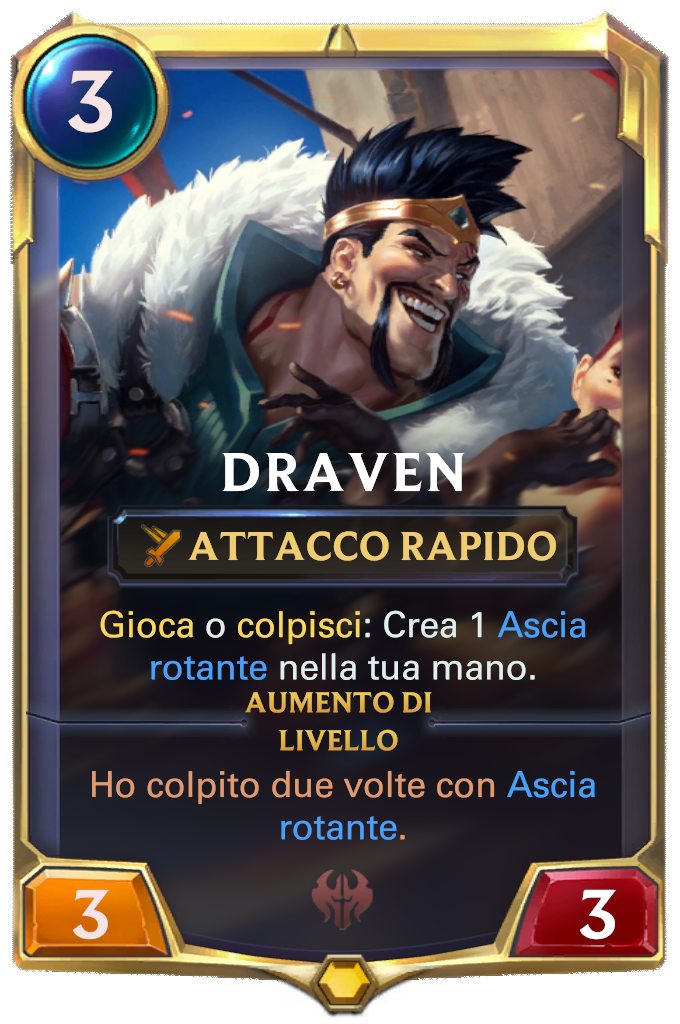 3
DRAVEN
ATTACCO RAPIDO
Gioca o colpisci: Crea 1 Ascia
rotante nella tua mano.
AUMENTO DI
LIVELLO
Ho colpito due volte con Ascia
rotante.
3
3